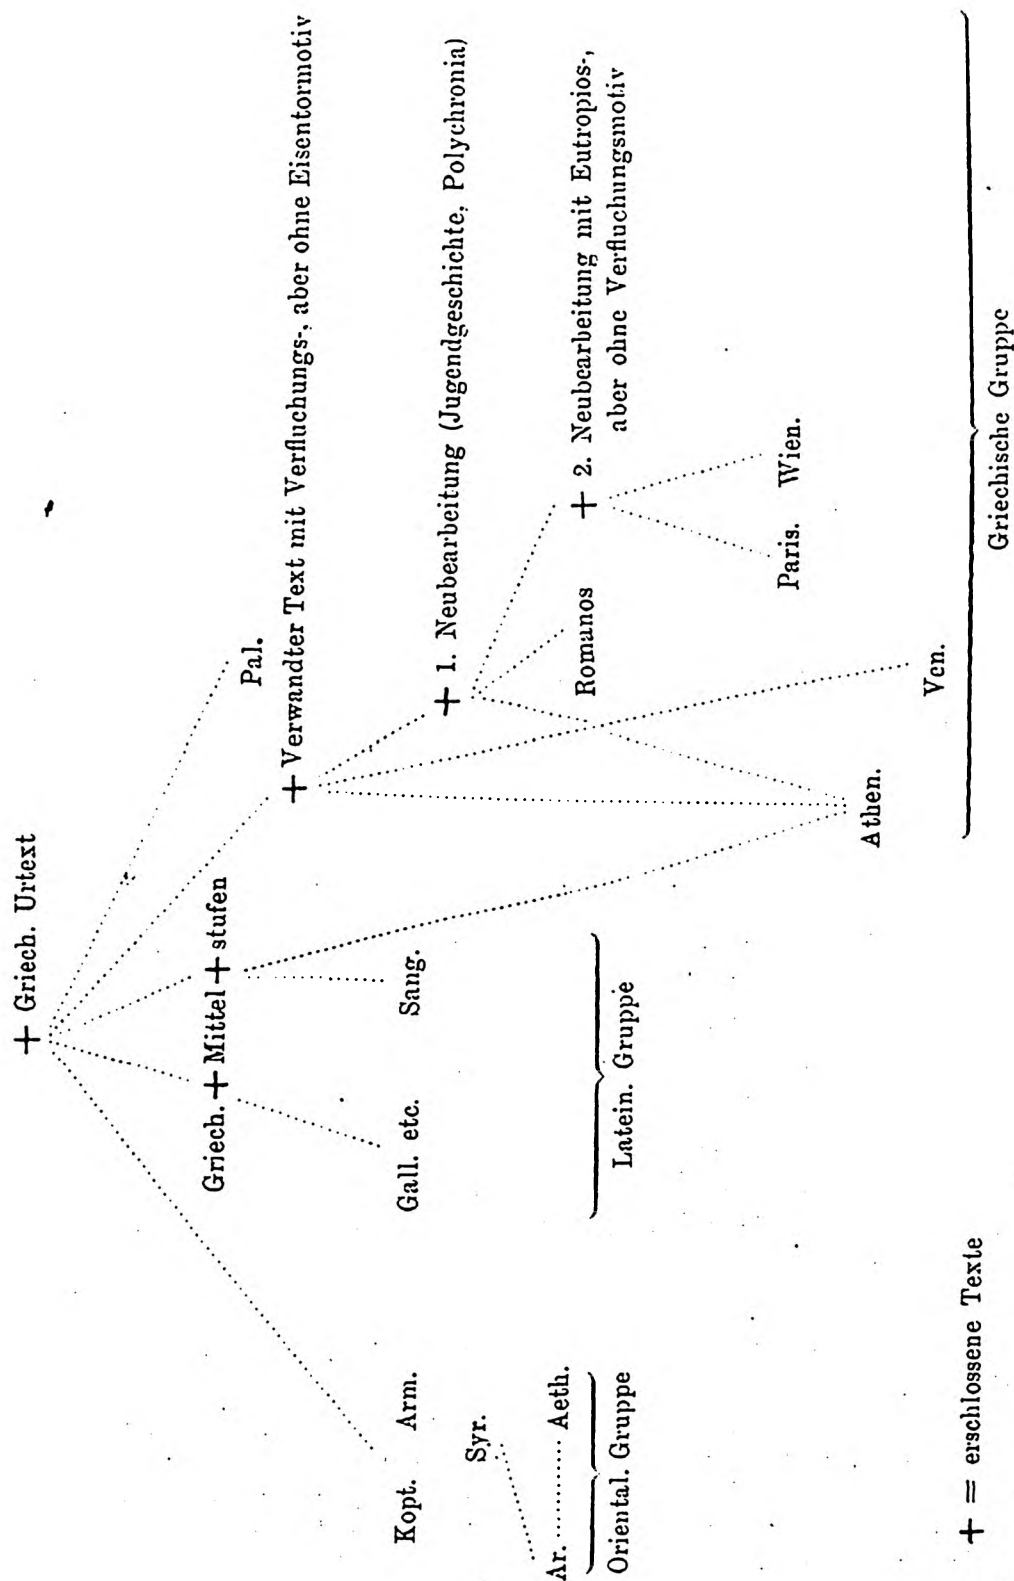 + Griech. Urtext
Pal.
Griech. + Mittel + stufen
+ Verwandter Text mit Verfluchungs-, aber ohne Eisentormotiv
Kopt. Arm.
Gall. etc.
Sang.
+ 1. Neubearbeitung (Jugendgeschichte, Polychronia)
Syr.
Ar. Aeth.
Romanos
+ 2. Neubearbeitung mit Eutropios-,
aber ohne Verfluchungsmotiv
Oriental. Gruppe
Latein. Gruppe
Paris. Wien.
Athen.
Ven.
+ = erschlossene Texte
Griechische Gruppe